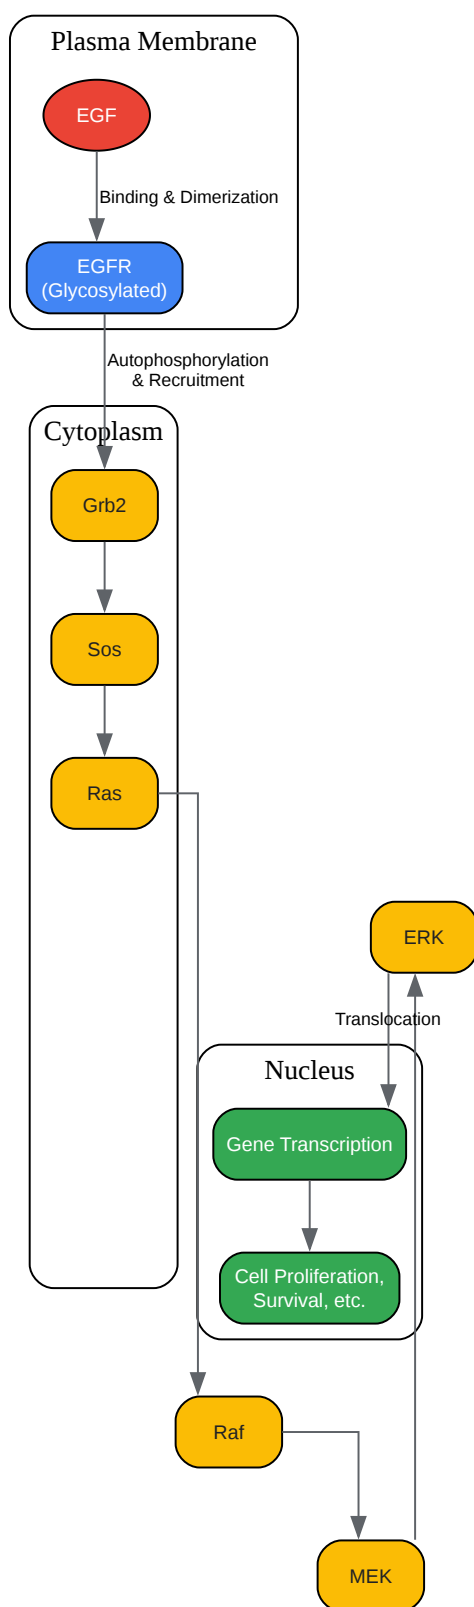 Plasma Membrane
EGF
Binding & Dimerization
EGFR
(Glycosylated)
Autophosphorylation
& Recruitment
Cytoplasm
Grb2
Sos
Ras
ERK
Translocation
Nucleus
Gene Transcription
Cell Proliferation,
Survival, etc.
Raf
MEK